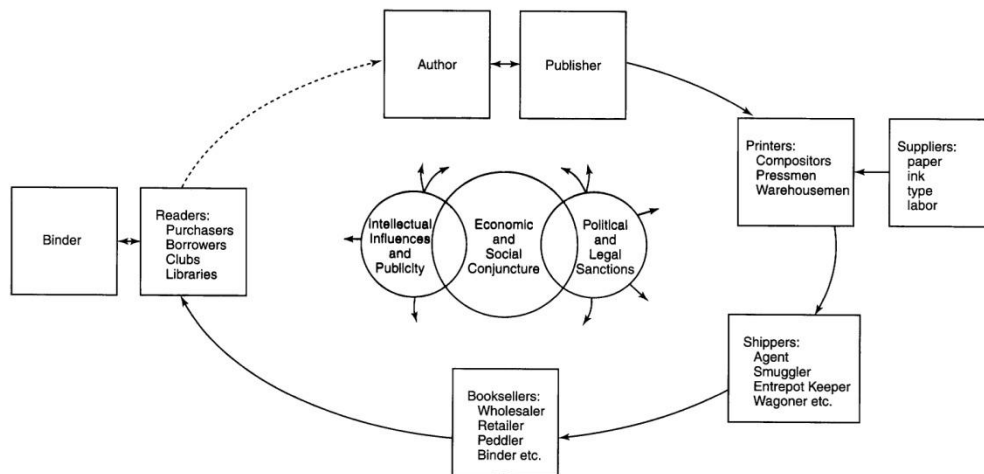 Author
Publisher
Printers:
Compositors
Pressmen
Warehousemen
Suppliers:
paper
ink
type
labor
Binder
Readers:
Purchasers
Borrowers
Clubs
Libraries
Intellectual
Influences
and
Publicity
Economic
and
Social
Conjuncture
Political
and
Legal
Sanctions
Shippers:
Agent
Smuggler
Entrepot Keeper
Wagoner etc.
Booksellers:
Wholesaler
Retailer
Peddler
Binder etc.